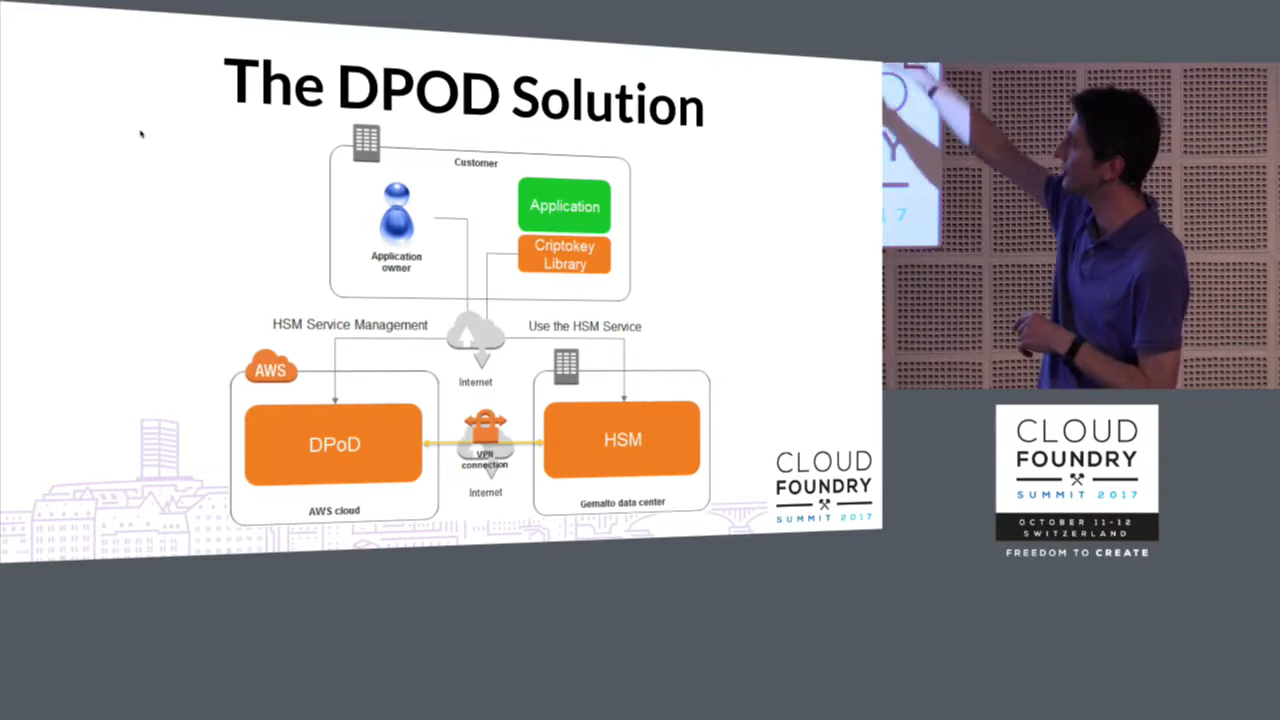 The DPOD Solution
Customer
Application
owner
Application
Criptokey
Library
HSM Service Management
Use the HSM Service
Internet
AWS
DPoD
AWS cloud
VPN
connection
Internet
HSM
Gemalto data center
CLOUD
FOUNDRY
SUMMIT 2017
CLOUD
FOUNDRY
SUMMIT 2017
OCTOBER 11-12
SWITZERLAND
FREEDOM TO CREATE